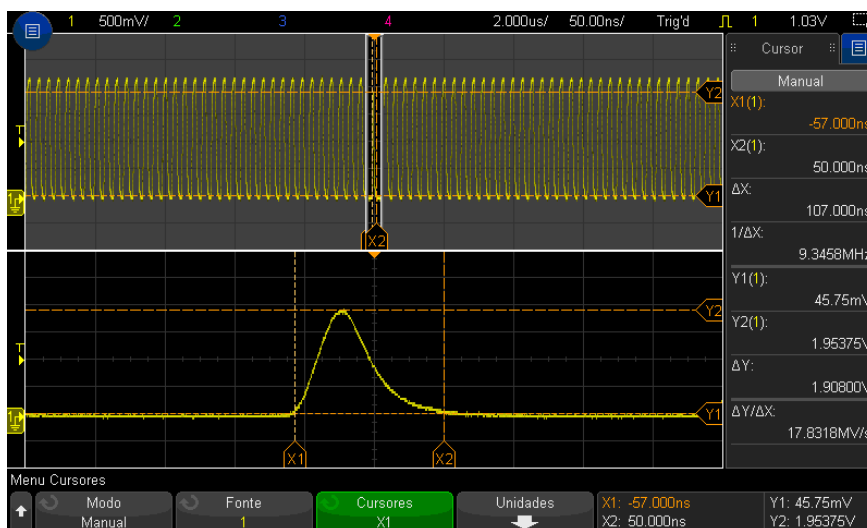 1 500mV/ 2 3 4 2.000us/ 50.00ns/ Trig'd 1 1.03V
Cursor
Manual
Y2
X1(1):
-57.000ns
X2(1):
50.000ns
T
ΔX:
107.000ns
1
Y1
1/ΔX:
X2
9.3458MHz
Y1(1):
45.75mV
Y2
Y2(1):
1.95375V
T
ΔY:
1.90800V
1
Y1
ΔY/ΔX:
17.8318MV/s
X1
X2
Menu Cursores
Modo
Manual
Fonte
1
Cursores
X1
Unidades
X1: -57.000ns
X2: 50.000ns
Y1: 45.75mV
Y2: 1.95375V